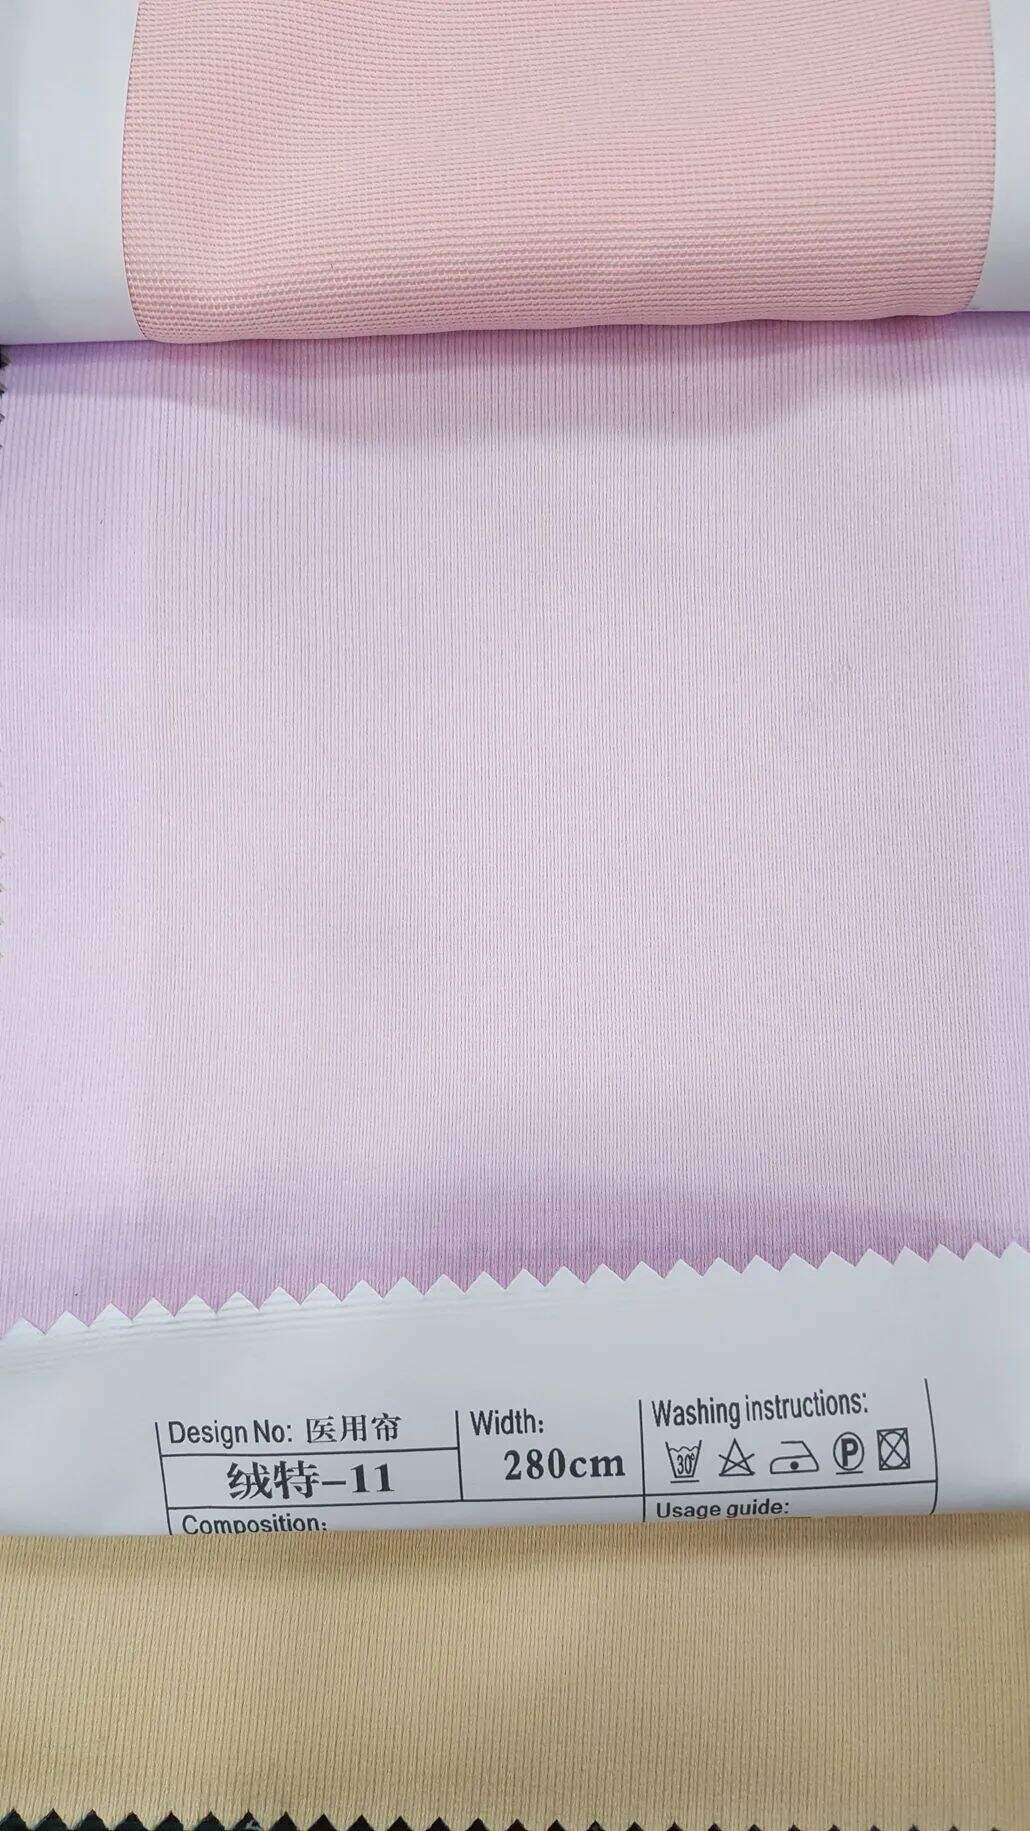 Design No: 医用帘
绒特-11
Width:
280cm
Washing instructions:
30°
P
Composition:
Usage guide: